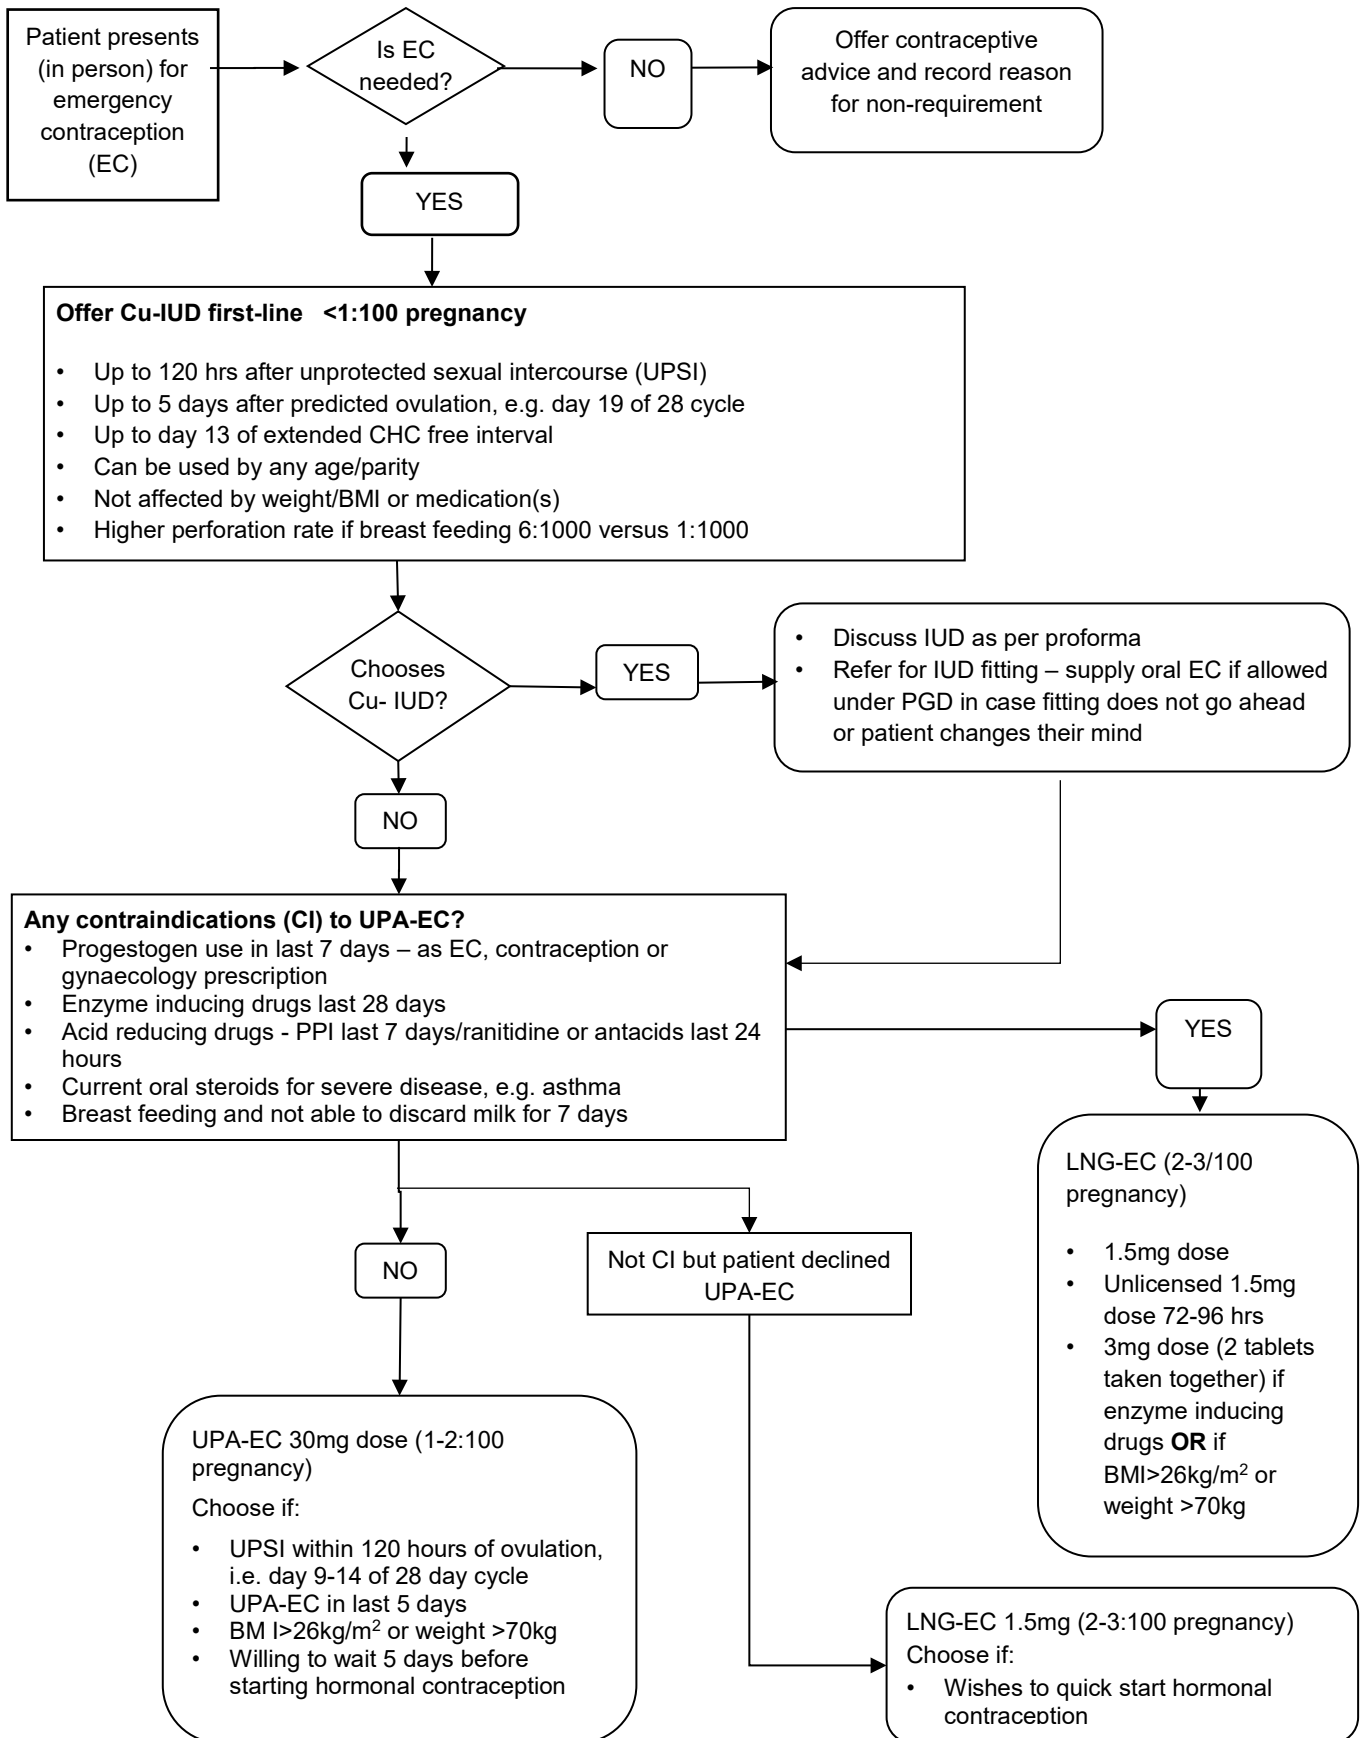 Patient presents
(in person) for
emergency
contraception
(EC)
Is EC
needed?
NO
Offer contraceptive
advice and record reason
for non-requirement
YES
Offer Cu-IUD first-line <1:100 pregnancy
• Up to 120 hrs after unprotected sexual intercourse (UPSI)
• Up to 5 days after predicted ovulation, e.g. day 19 of 28 cycle
• Up to day 13 of extended CHC free interval
• Can be used by any age/parity
• Not affected by weight/BMI or medication(s)
• Higher perforation rate if breast feeding 6:1000 versus 1:1000
Chooses
Cu- IUD?
YES
• Discuss IUD as per proforma
• Refer for IUD fitting – supply oral EC if allowed
under PGD in case fitting does not go ahead
or patient changes their mind
NO
Any contraindications (CI) to UPA-EC?
• Progestogen use in last 7 days – as EC, contraception or
gynaecology prescription
• Enzyme inducing drugs last 28 days
• Acid reducing drugs - PPI last 7 days/ranitidine or antacids last 24
hours
• Current oral steroids for severe disease, e.g. asthma
• Breast feeding and not able to discard milk for 7 days
YES
LNG-EC (2-3/100
pregnancy)
• 1.5mg dose
• Unlicensed 1.5mg
dose 72-96 hrs
• 3mg dose (2 tablets
taken together) if
enzyme inducing
drugs OR if
BMI>26kg/m² or
weight >70kg
NO
Not CI but patient declined
UPA-EC
UPA-EC 30mg dose (1-2:100
pregnancy)
Choose if:
• UPSI within 120 hours of ovulation,
i.e. day 9-14 of 28 day cycle
• UPA-EC in last 5 days
• BM I>26kg/m² or weight >70kg
• Willing to wait 5 days before
starting hormonal contraception
LNG-EC 1.5mg (2-3:100 pregnancy)
Choose if:
• Wishes to quick start hormonal
contraception